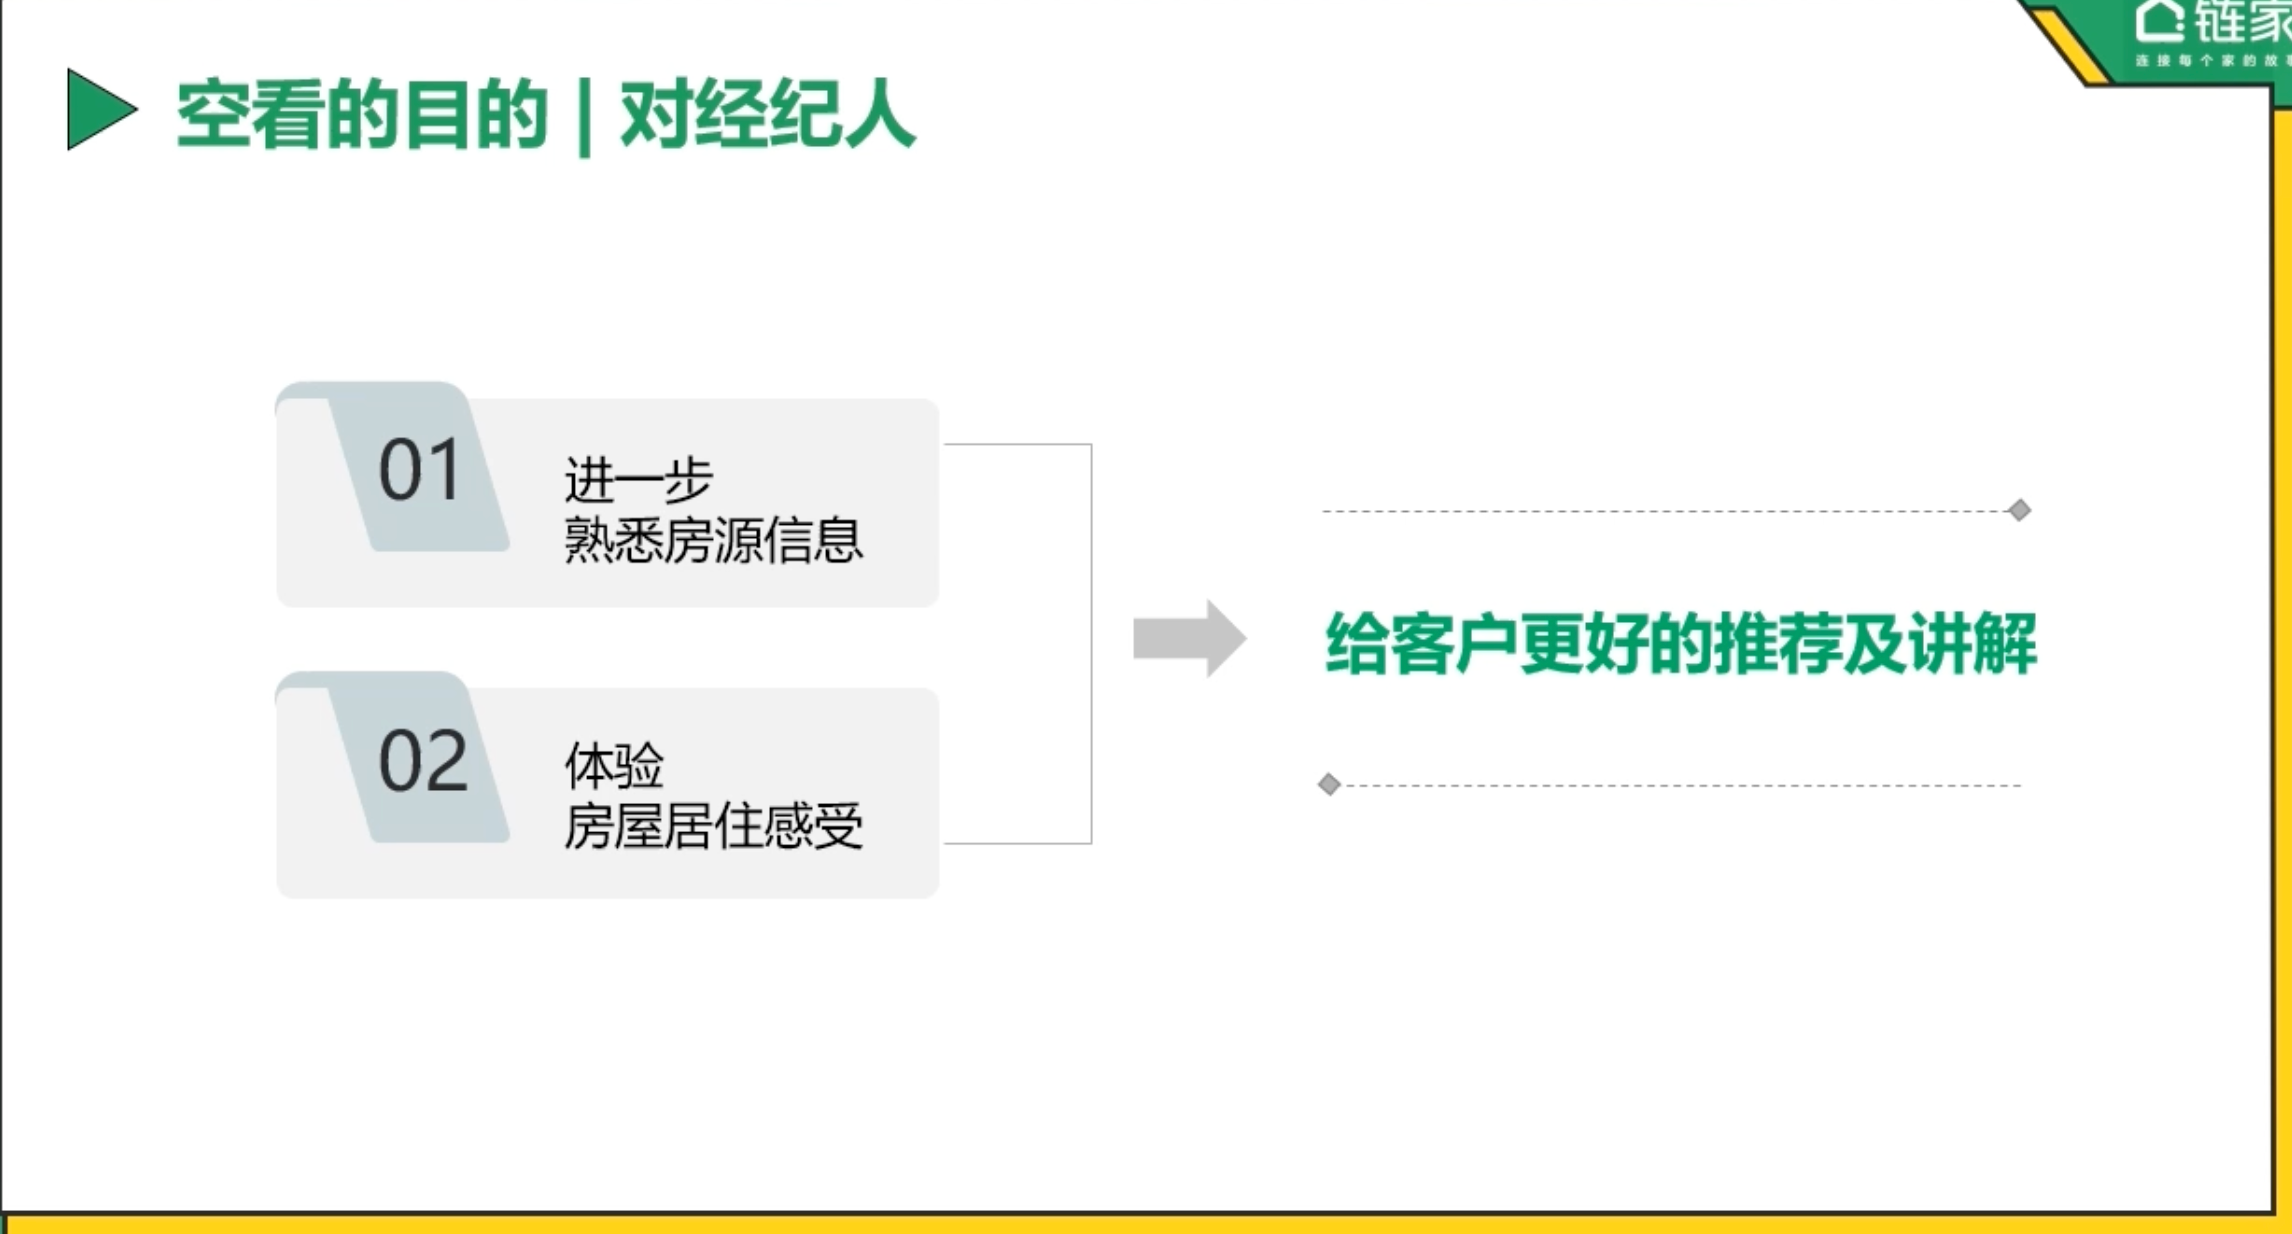 链家
连接每个家的故事
空看的目的 | 对经纪人
01
进一步
熟悉房源信息
02
体验
房屋居住感受
给客户更好的推荐及讲解